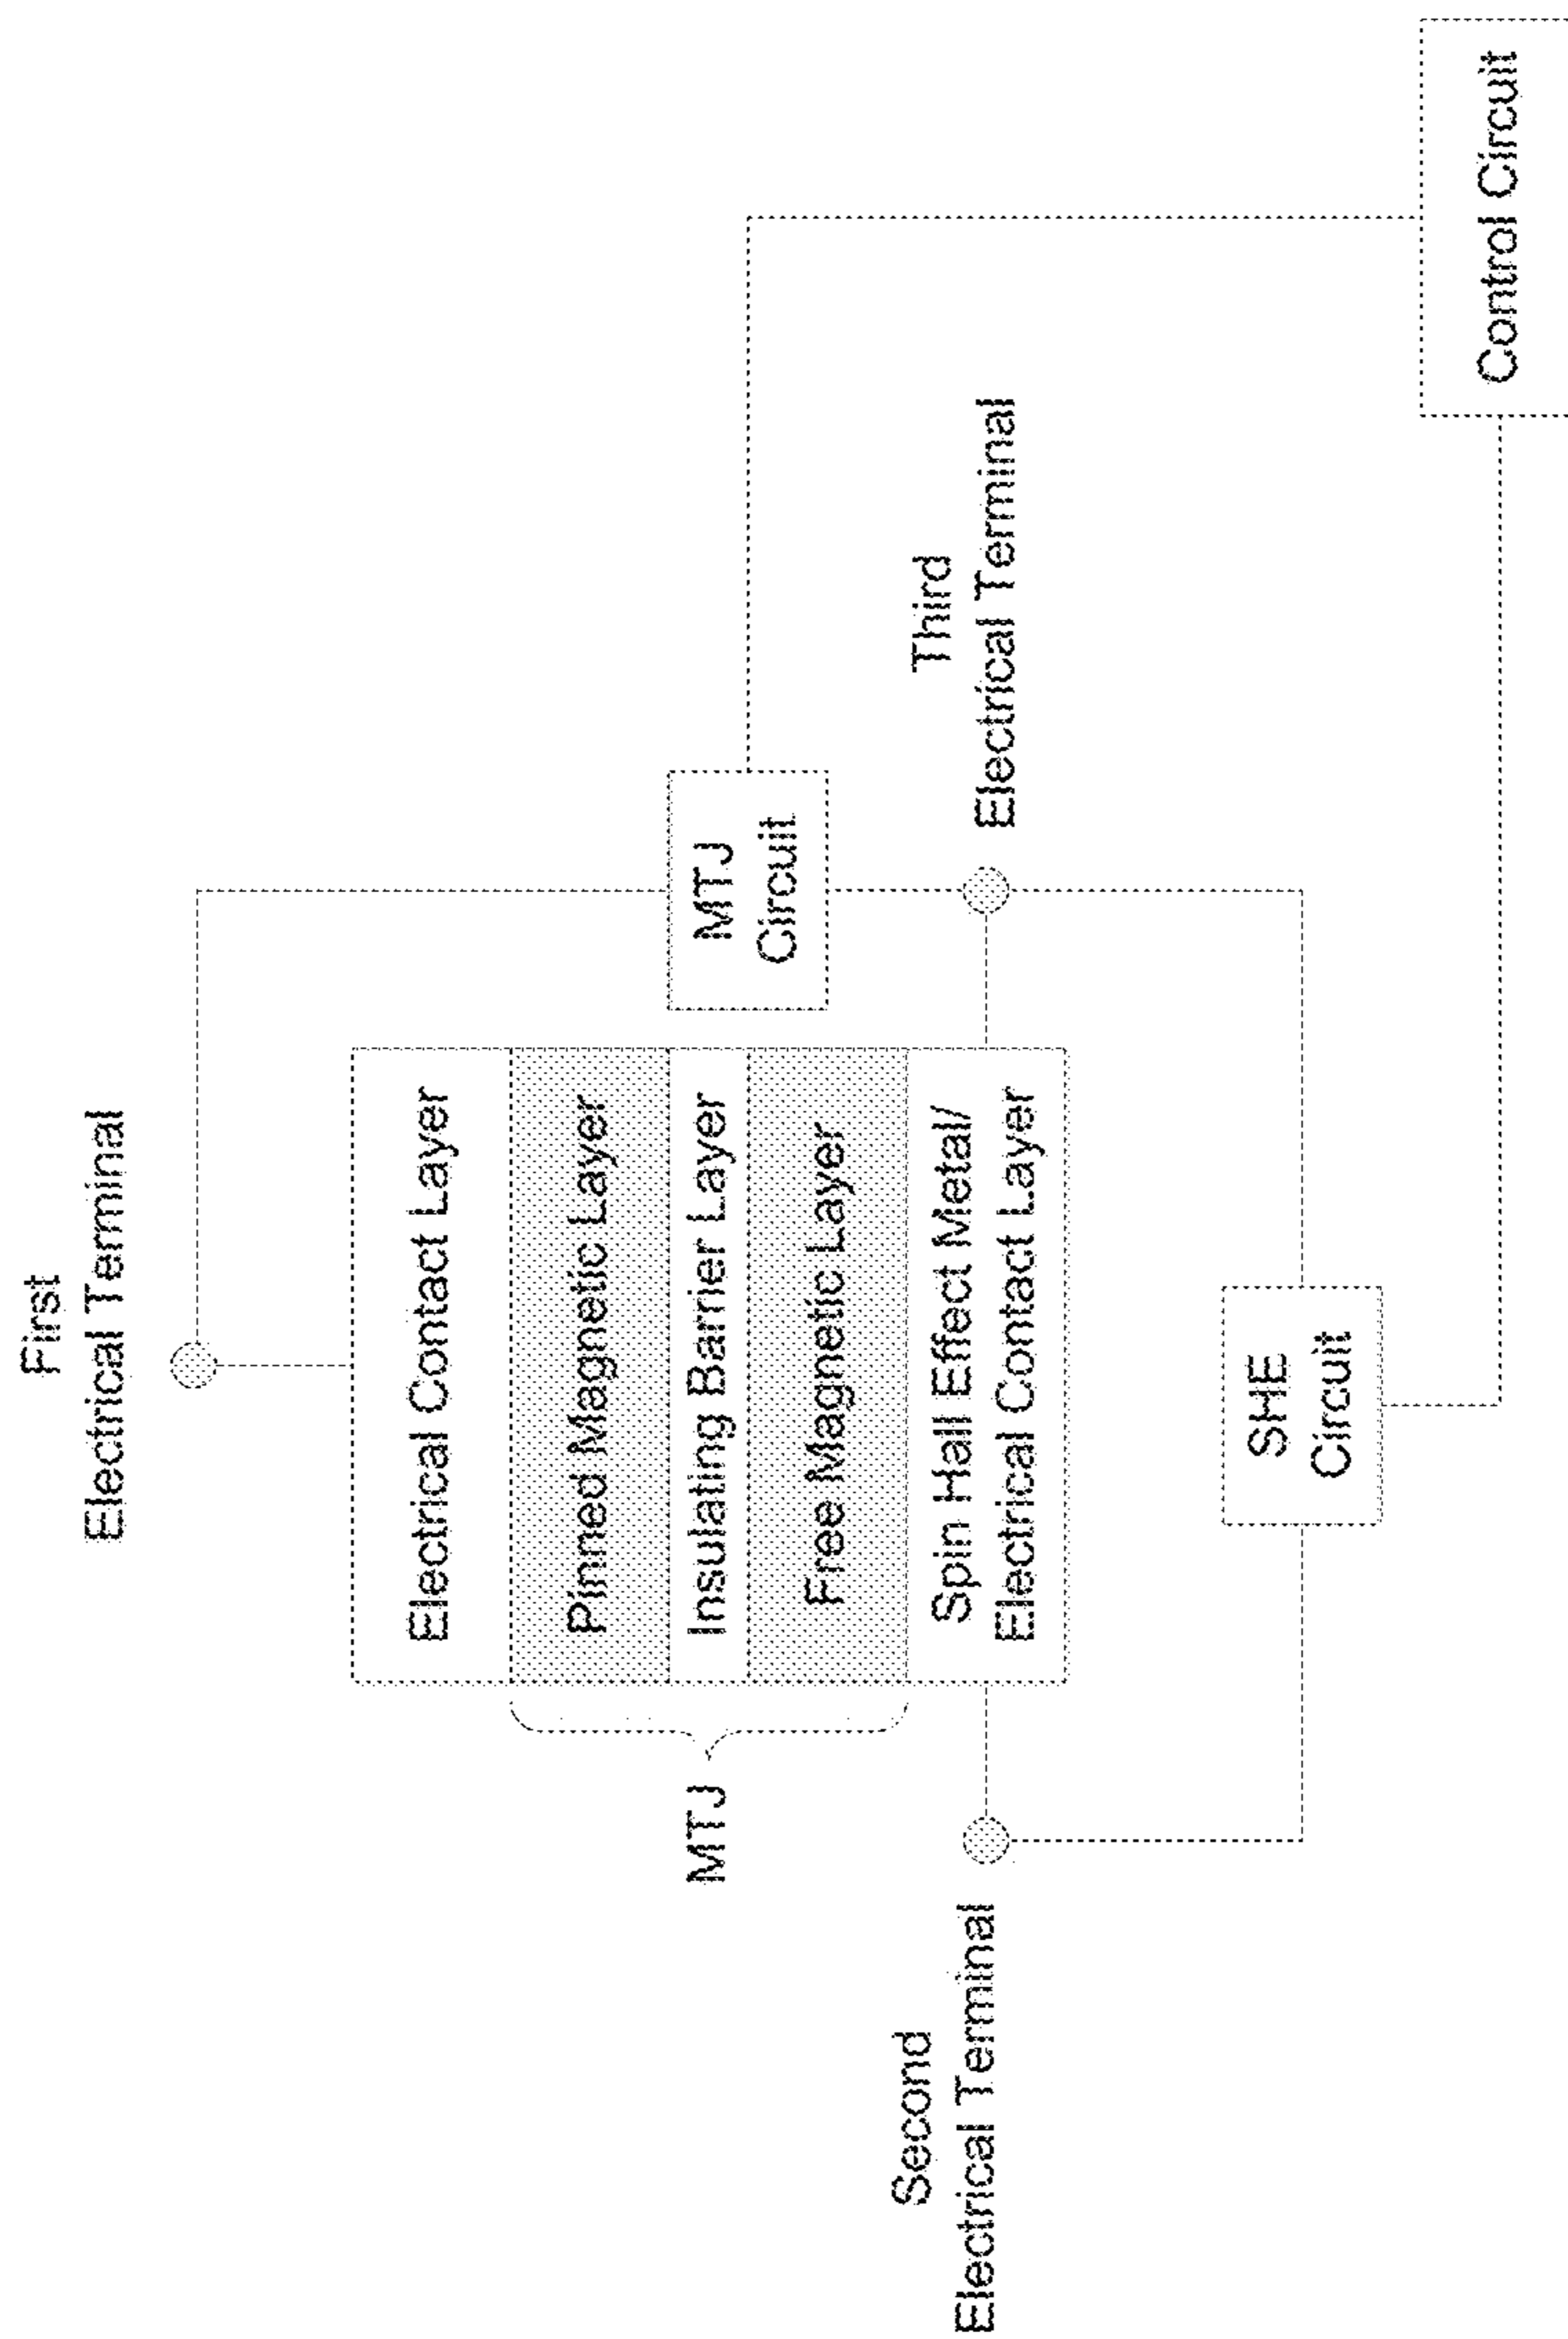 First
Electrical Terminal
Electrical Contact Layer
Pinned Magnetic Layer
Insulating Barrier Layer
Free Magnetic Layer
Spin Hall Effect Metal/
Electrical Contact Layer
MTJ
MTJ
Circuit
Second
Electrical Terminal
Third
Electrical Terminal
SHE
Circuit
Control Circuit